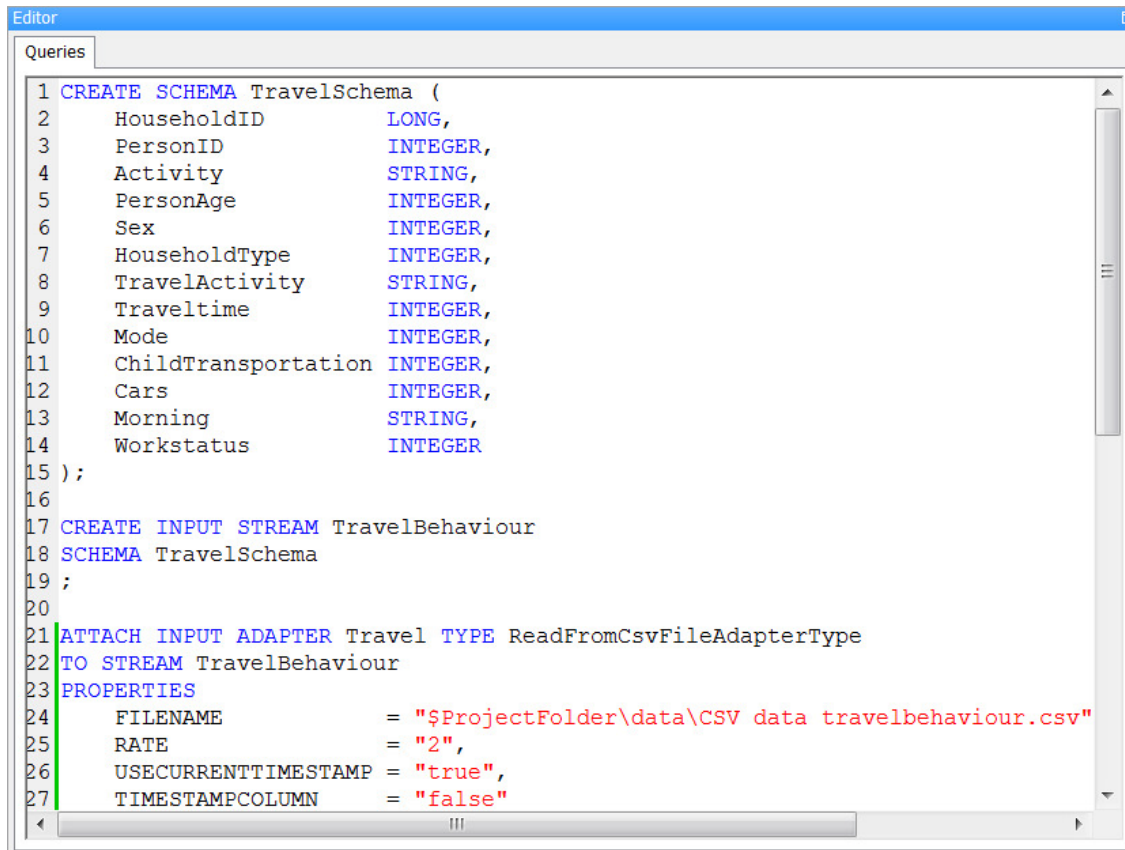 Editor
Queries
1 CREATE SCHEMA TravelSchema (
2 HouseholdID LONG,
3 PersonID INTEGER,
4 Activity STRING,
5 PersonAge INTEGER,
6 Sex INTEGER,
7 HouseholdType INTEGER,
8 TravelActivity STRING,
9 Traveltime INTEGER,
10 Mode INTEGER,
11 ChildTransportation INTEGER,
12 Cars INTEGER,
13 Morning STRING,
14 Workstatus INTEGER
15 );
16
17 CREATE INPUT STREAM TravelBehaviour
18 SCHEMA TravelSchema
19 ;
20
21 ATTACH INPUT ADAPTER Travel TYPE ReadFromCsvFileAdapterType
22 TO STREAM TravelBehaviour
23 PROPERTIES
24 FILENAME = "$ProjectFolder\data\CSV data travelbehaviour.csv"
25 RATE = "2",
26 USECURRENTTIMESTAMP = "true",
27 TIMESTAMPCOLUMN = "false"